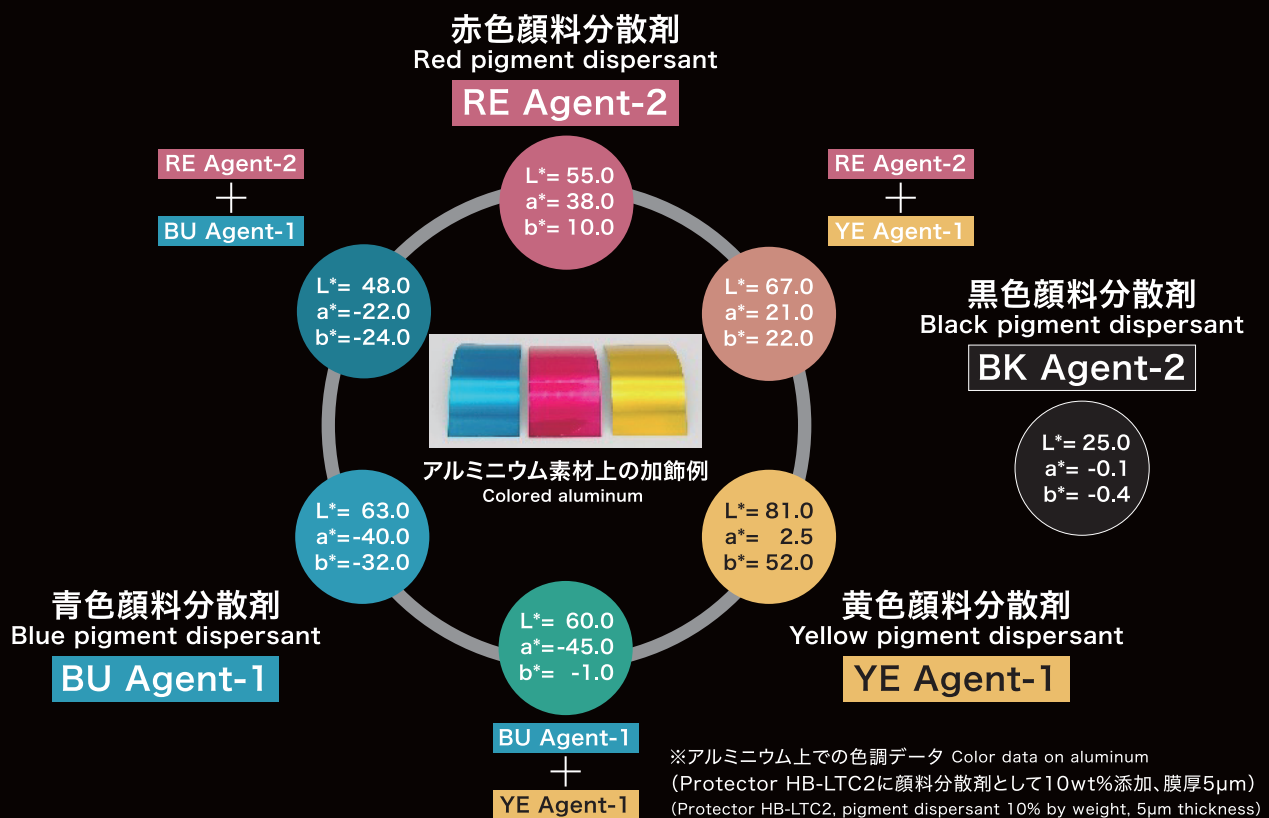 赤色顔料分散剤
Red pigment dispersant
RE Agent-2
RE Agent-2
+
BU Agent-1
RE Agent-2
+
YE Agent-1
L*= 55.0
a*= 38.0
b*= 10.0
L*= 48.0
a*=-22.0
b*=-24.0
L*= 67.0
a*= 21.0
b*= 22.0
黒色顔料分散剤
Black pigment dispersant
BK Agent-2
L*= 25.0
a*= -0.1
b*= -0.4
アルミニウム素材上の加飾例
Colored aluminum
L*= 63.0
a*=-40.0
b*=-32.0
L*= 81.0
a*= 2.5
b*= 52.0
青色顔料分散剤
Blue pigment dispersant
BU Agent-1
L*= 60.0
a*=-45.0
b*= -1.0
黄色顔料分散剤
Yellow pigment dispersant
YE Agent-1
BU Agent-1
+
YE Agent-1
※アルミニウム上での色調データ Color data on aluminum
(Protector HB-LTC2に顔料分散剤として10wt%添加、膜厚5μm)
(Protector HB-LTC2, pigment dispersant 10% by weight, 5μm thickness)